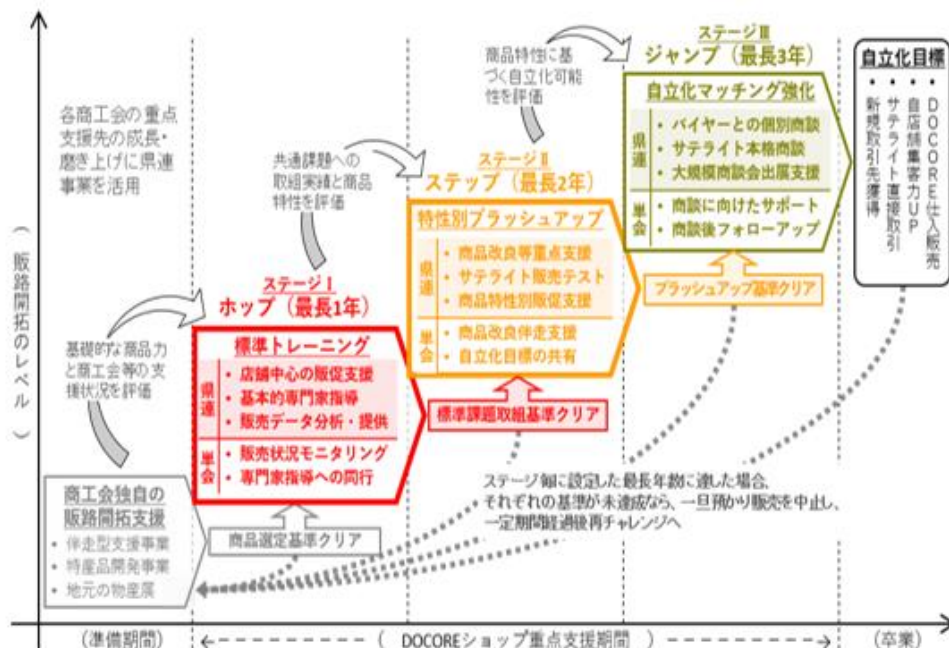 （販路開拓のレベル）
各商工会の重点
支援先の成長・
磨き上げに県連
事業を活用
基礎的な商品力
と商工会等の支
援状況を評価
商工会独自の
販路開拓支援
・伴走型支援事業
・特産品開発事業
・地元の物産展
商品選定基準クリア
ステージⅠ
ホップ（最長1年）
標準トレーニング
県連
・店舗中心の販促支援
・基本的専門家指導
・販売データ分析・提供
単会
・販売状況モニタリング
・専門家指導への同行
共通課題への
取組実績と商品
特性を評価
標準課題取組基準クリア
ステージⅡ
ステップ（最長2年）
特性別ブラッシュアップ
県連
・商品改良等重点支援
・サテライト販売テスト
・商品特性別販促支援
単会
・商品改良伴走支援
・自立化目標の共有
商品特性に基
づく自立化可能
性を評価
ブラッシュアップ基準クリア
ステージⅢ
ジャンプ（最長3年）
自立化マッチング強化
県連
・バイヤーとの個別商談
・サテライト本格商談
・大規模商談会出展支援
単会
・商談に向けたサポート
・商談後フォローアップ
自立化目標
・DOCORE仕入販売
・自店舗集客力UP
・サテライト直接取引
・新規取引先獲得
ステージ毎に設定した最長年数に達した場合、
それぞれの基準が未達成なら、一旦預かり販売を中止し、
一定期間経過後再チャレンジへ
（準備期間）
（ DOCOREショップ重点支援期間 ）
（卒業）